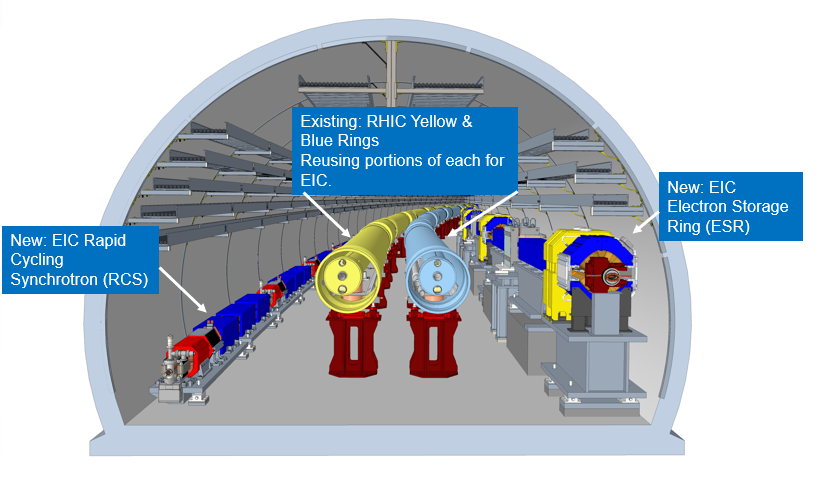 Existing: RHIC Yellow &
Blue Rings
Reusing portions of each for
EIC.
New: EIC
Electron Storage
Ring (ESR)
New: EIC Rapid
Cycling
Synchrotron (RCS)